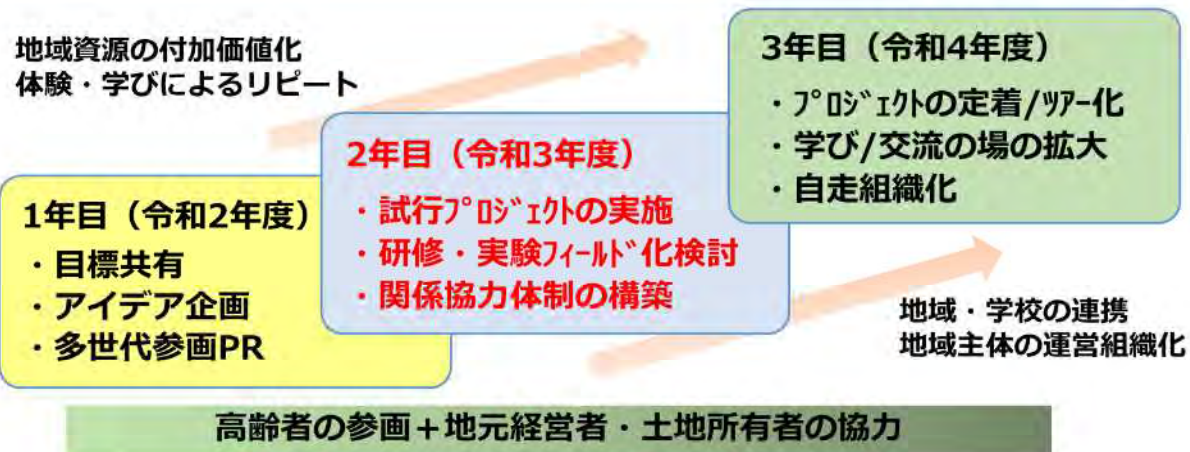 地域資源の付加価値化
体験・学びによるリピート
1年目（令和2年度）
・目標共有
・アイデア企画
・多世代参画PR
2年目（令和3年度）
・試行ﾌﾟﾛｼﾞｪｸﾄの実施
・研修・実験ﾌｨｰﾙﾄﾞ化検討
・関係協力体制の構築
3年目（令和4年度）
・ﾌﾟﾛｼﾞｪｸﾄの定着/ﾂｱｰ化
・学び/交流の場の拡大
・自走組織化
地域・学校の連携
地域主体の運営組織化
高齢者の参画＋地元経営者・土地所有者の協力